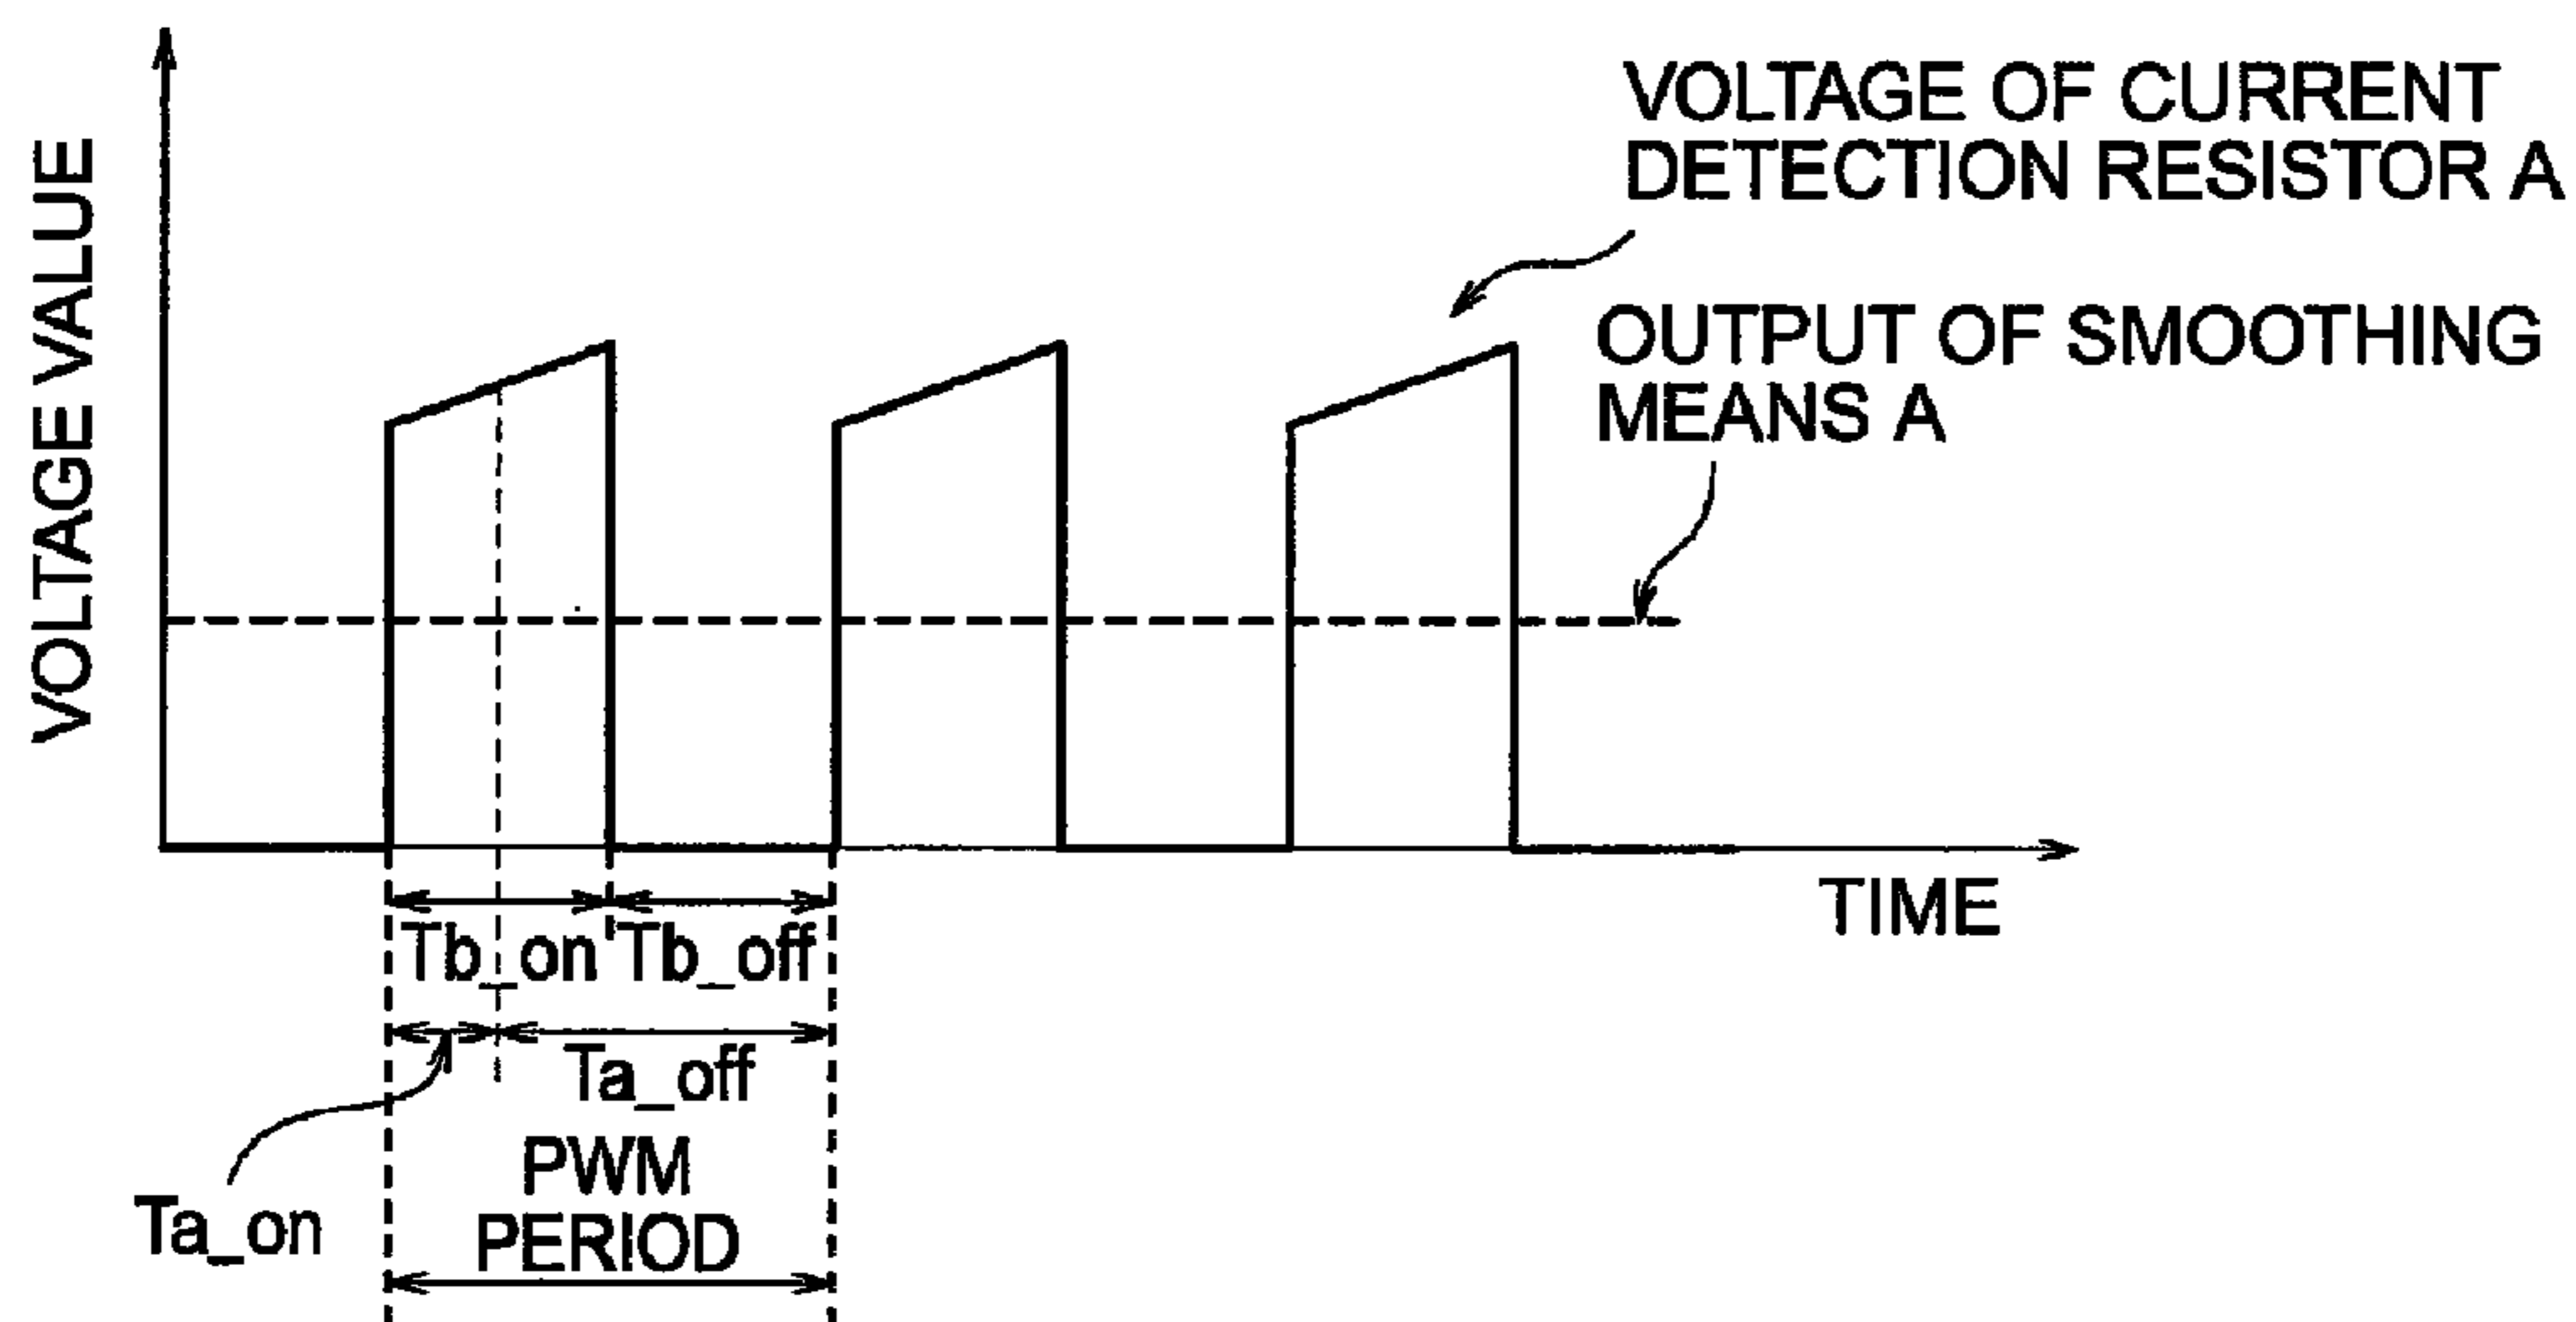 VOLTAGE VALUE
VOLTAGE OF CURRENT
DETECTION RESISTOR A
OUTPUT OF SMOOTHING
MEANS A
TIME
Tb_on
Tb_off
Ta_off
Ta_on
PWM
PERIOD